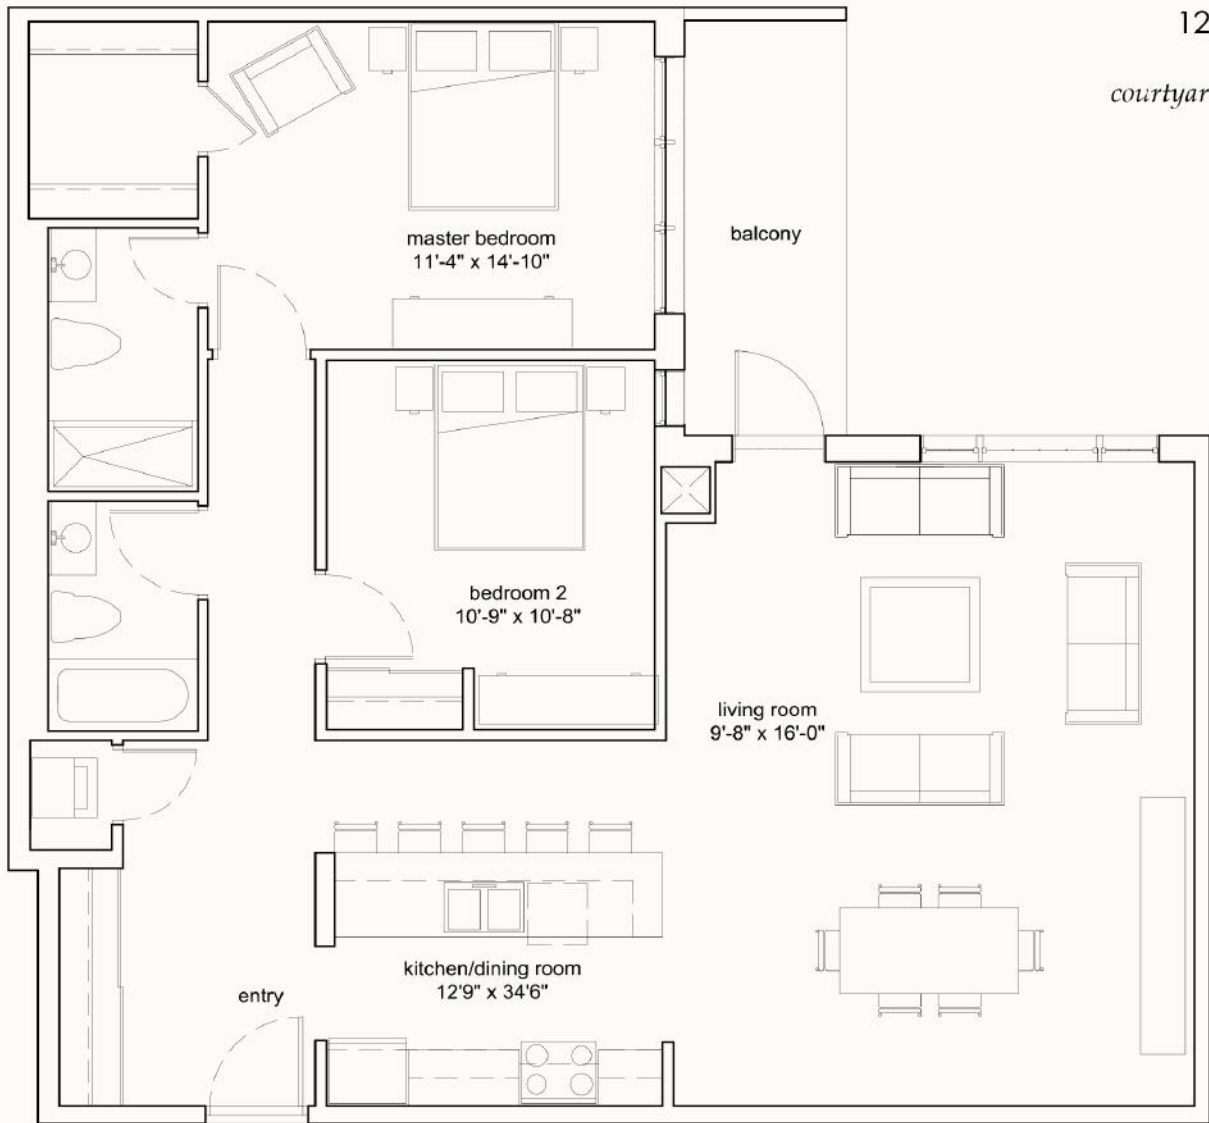 12
courtyar
master bedroom
11'-4" x 14'-10"
balcony
bedroom 2
10'-9" x 10'-8"
living room
9'-8" x 16'-0"
kitchen/dining room
12'9" x 34'6"
entry